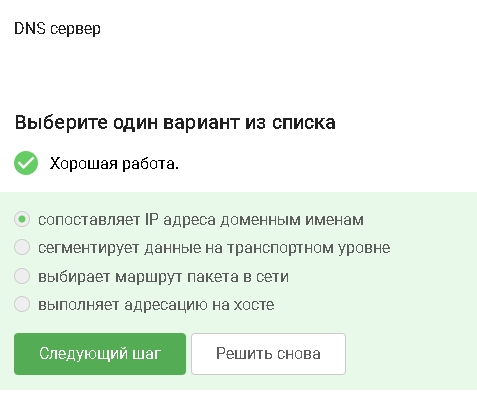 DNS сервер
Выберите один вариант из списка
Хорошая работа.
сопоставляет IP адреса доменным именам
сегментирует данные на транспортном уровне
выбирает маршрут пакета в сети
выполняет адресацию на хосте
Следующий шаг Решить снова